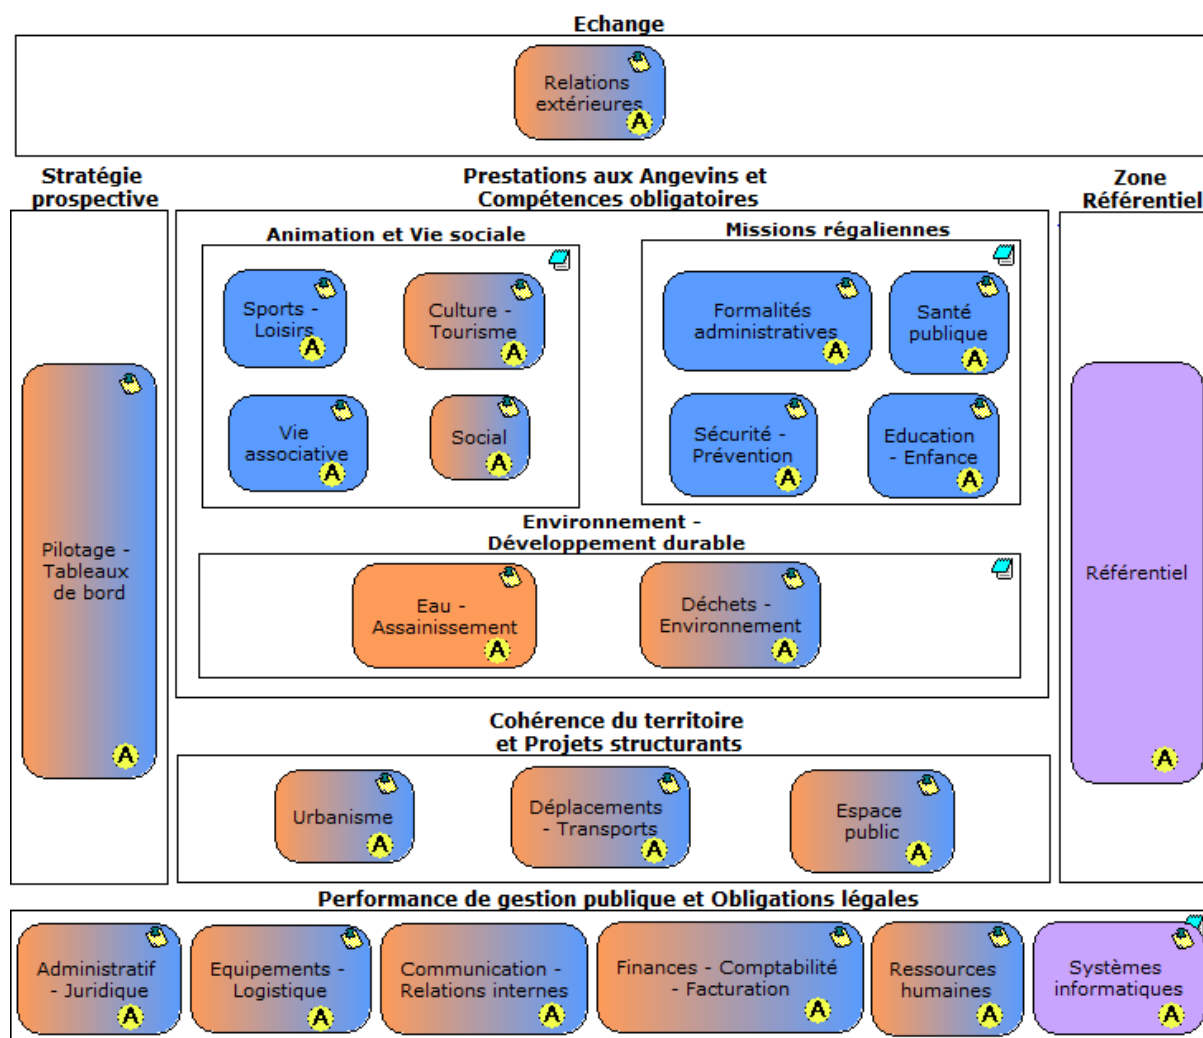 Echange
Relations
extérieures
A
Stratégie
prospective
Pilotage -
Tableaux
de bord
A
Prestations aux Angevins et
Compétences obligatoires
Animation et Vie sociale
Sports -
Loisirs
A
Culture -
Tourisme
A
Vie
associative
A
Social
A
Missions régaliennes
Formalités
administratives
A
Santé
publique
A
Sécurité -
Prévention
A
Education
- Enfance
A
Environnement -
Développement durable
Eau -
Assainissement
A
Déchets -
Environnement
A
Zone
Référentiel
Référentiel
A
Cohérence du territoire
et Projets structurants
Urbanisme
A
Déplacements
- Transports
A
Espace
public
A
Performance de gestion publique et Obligations légales
Administratif
- Juridique
A
Equipements -
Logistique
A
Communication -
Relations internes
A
Finances - Comptabilité
- Facturation
A
Ressources
humaines
A
Systèmes
informatiques
A